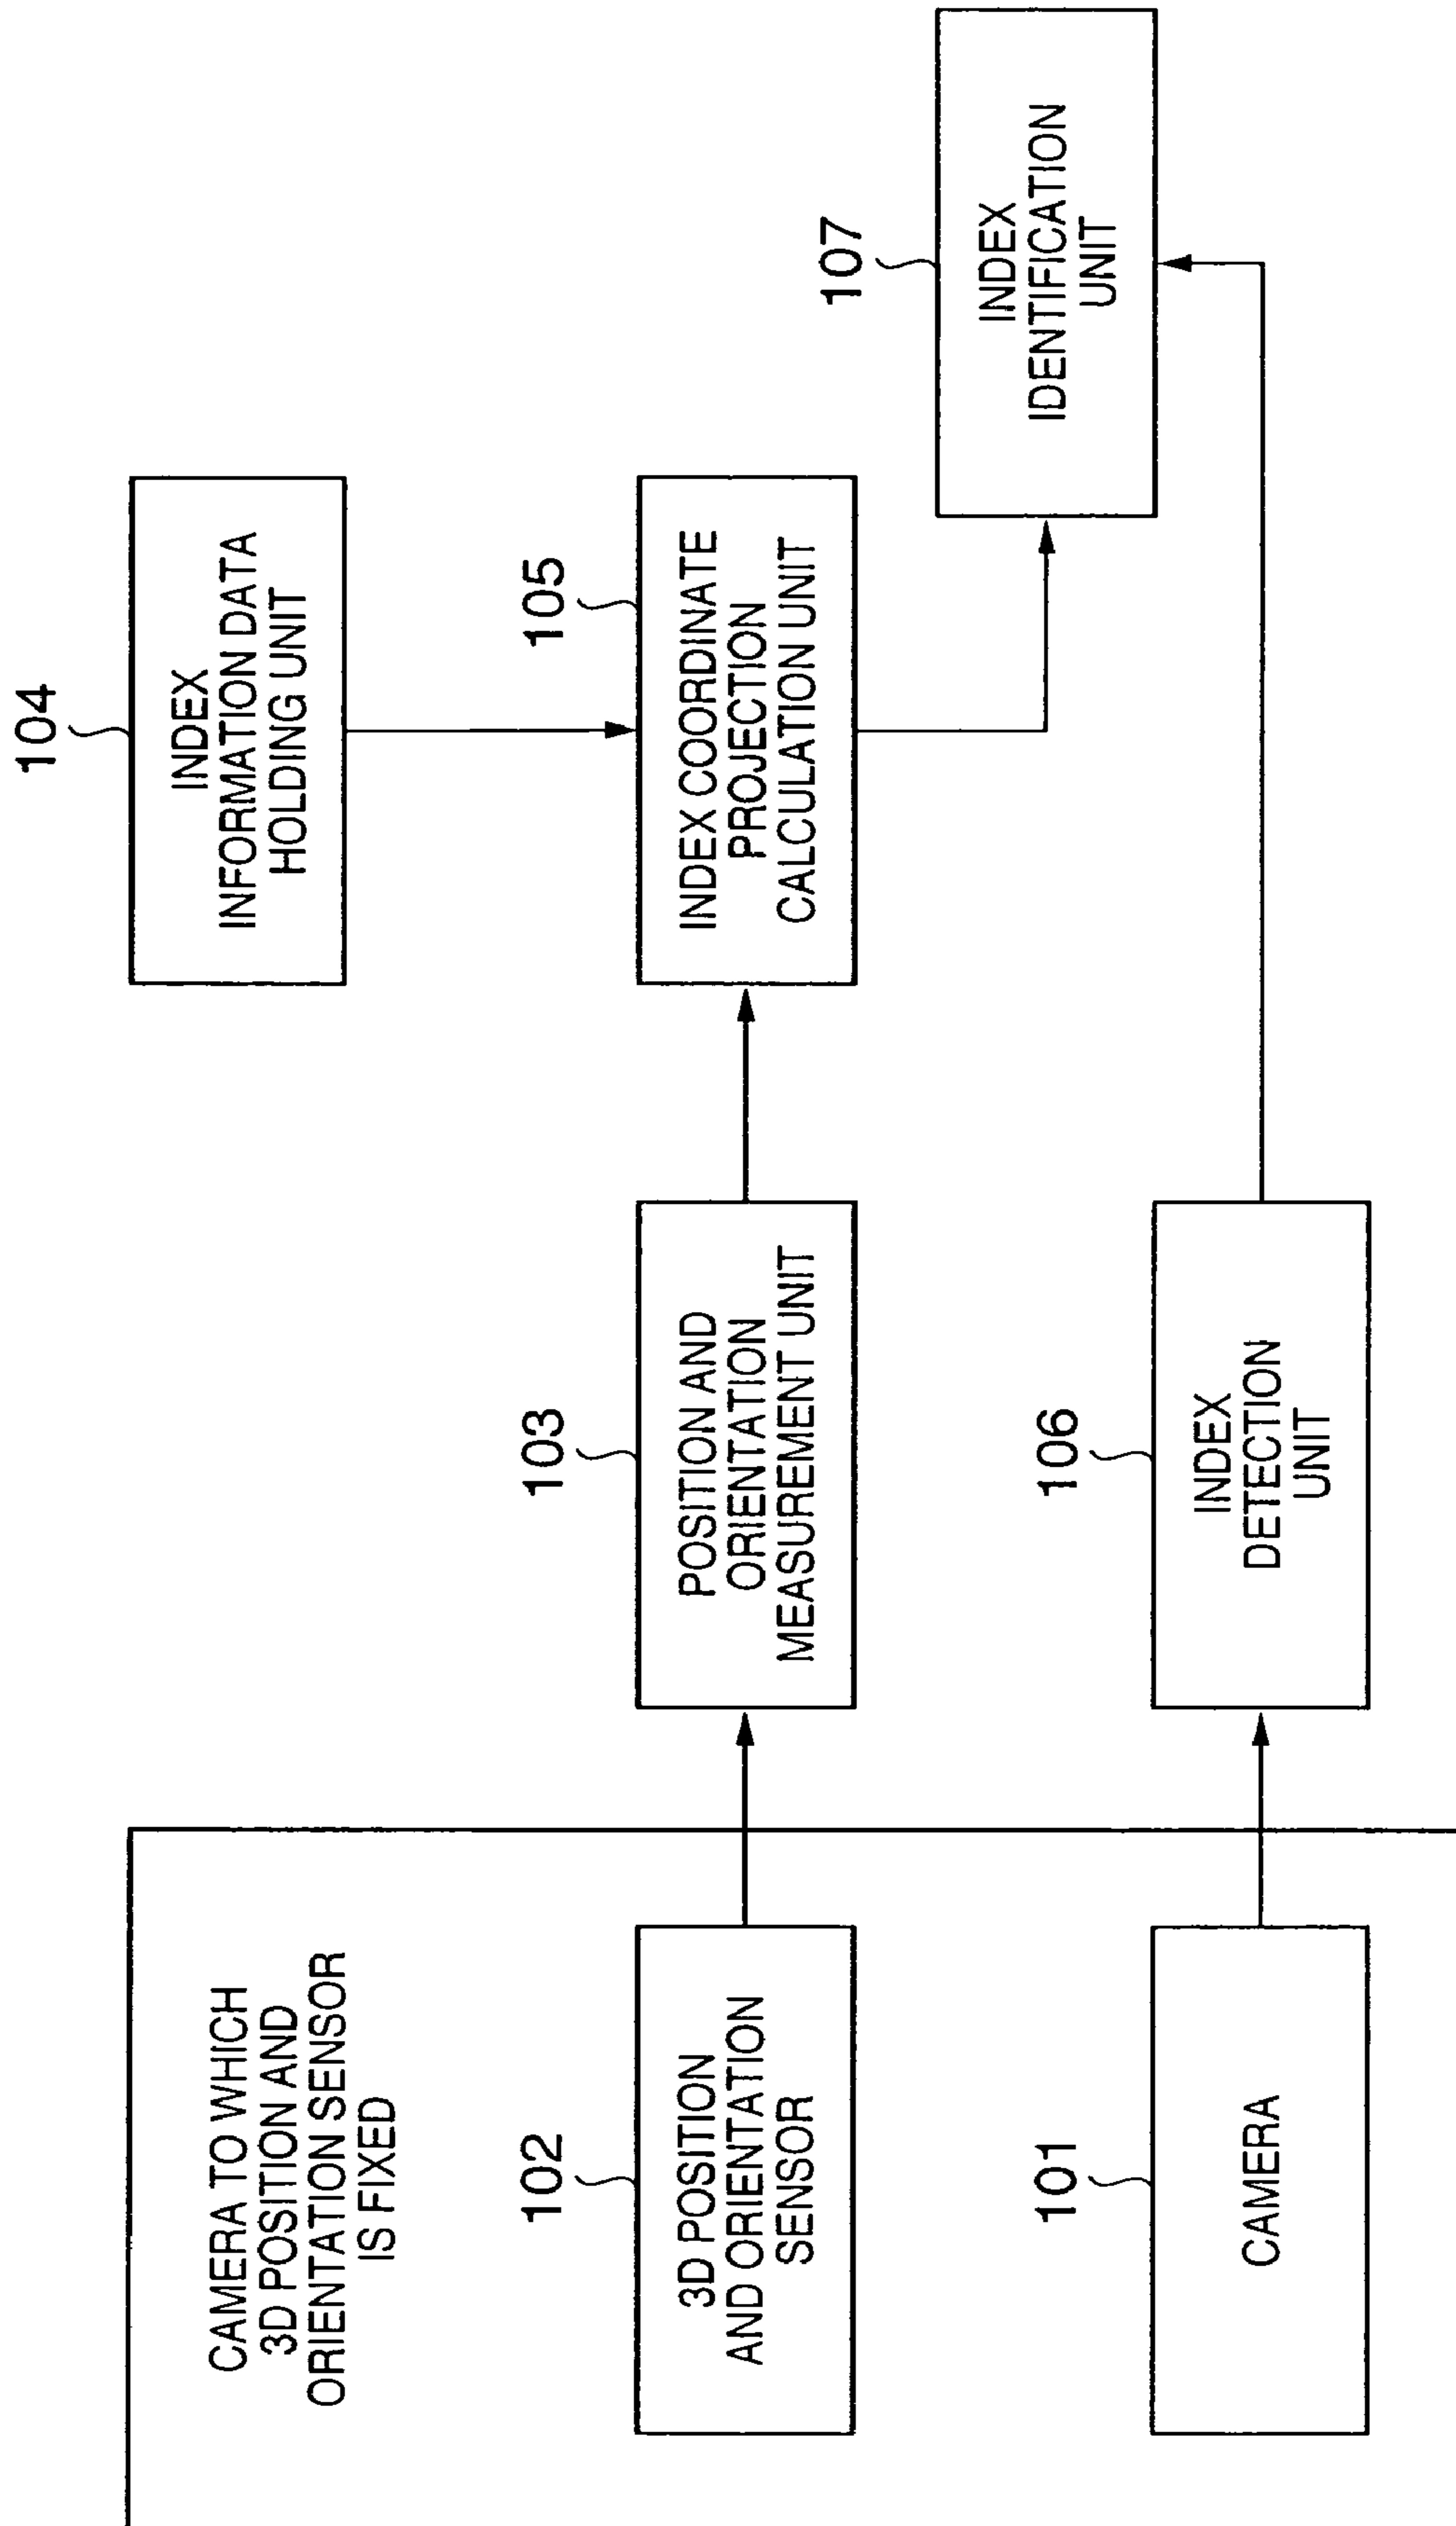 CAMERA TO WHICH
3D POSITION AND
ORIENTATION SENSOR
IS FIXED
102
3D POSITION
AND ORIENTATION
SENSOR
101
CAMERA
103
POSITION AND
ORIENTATION
MEASUREMENT UNIT
106
INDEX
DETECTION
UNIT
104
INDEX
INFORMATION DATA
HOLDING UNIT
105
INDEX COORDINATE
PROJECTION
CALCULATION UNIT
107
INDEX
IDENTIFICATION
UNIT